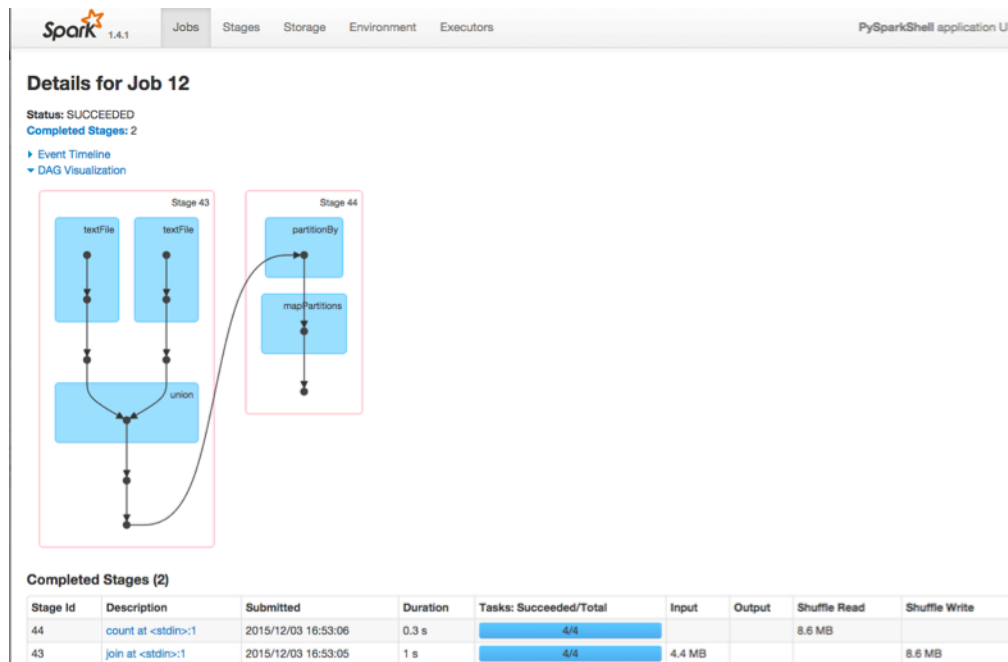 Spark 1.4.1 Jobs Stages Storage Environment Executors PySparkShell application U
Details for Job 12
Status: SUCCEEDED
Completed Stages: 2
Event Timeline
DAG Visualization
Stage 43 Stage 44
textFile textFile partitionBy
mapPartitions
union
Completed Stages (2)
Stage Id Description Submitted Duration Tasks: Succeeded/Total Input Output Shuffle Read Shuffle Write
44 count at <stdin>:1 2015/12/03 16:53:06 0.3 s 4/4 8.6 MB
43 join at <stdin>:1 2015/12/03 16:53:05 1 s 4/4 4.4 MB 8.6 MB